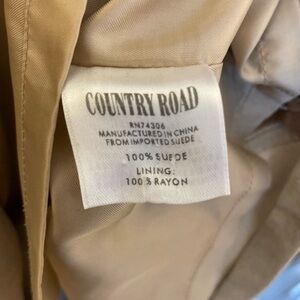 COUNTRY ROAD
RN74306
MANUFACTURED IN CHINA
FROM IMPORTED SUEDE
100% SUEDE
LINING:
100% RAYON